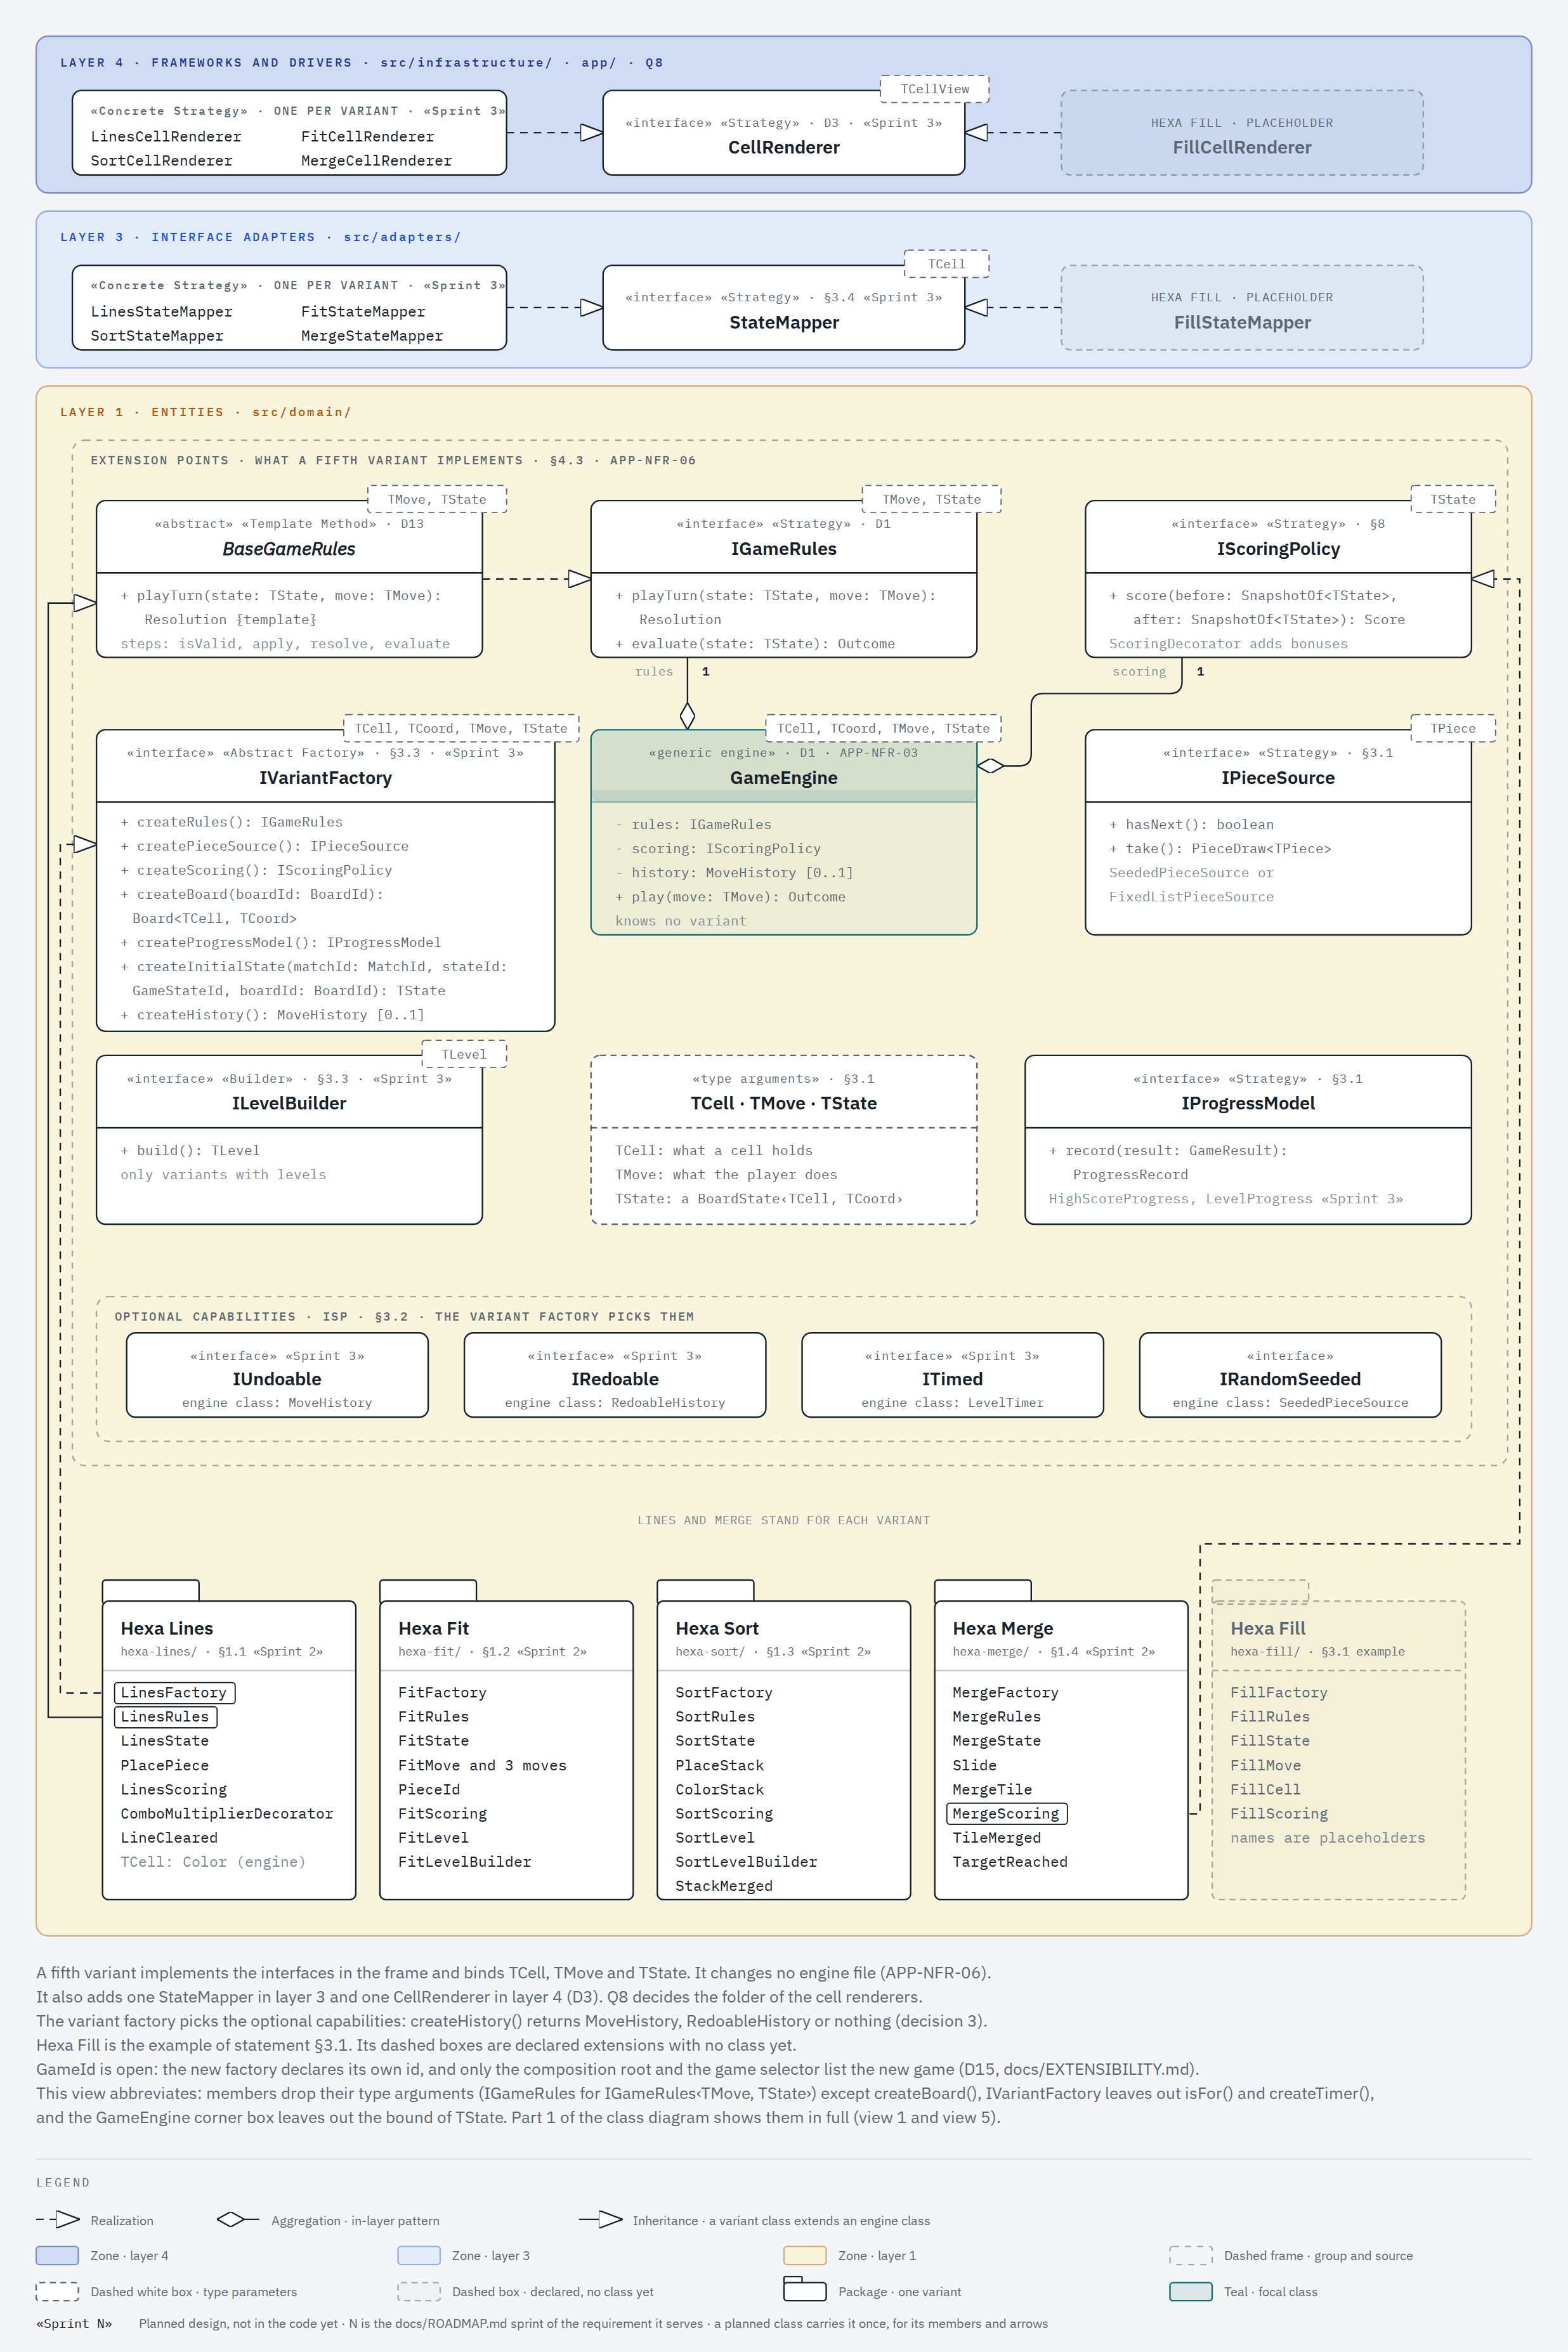 LAYER 4 · FRAMEWORKS AND DRIVERS · src/infrastructure/ · app/ · Q8
TCellView
«Concrete Strategy» · ONE PER VARIANT · «Sprint 3»
LinesCellRenderer FitCellRenderer
SortCellRenderer MergeCellRenderer
«interface» «Strategy» · D3 · «Sprint 3»
CellRenderer
HEXA FILL · PLACEHOLDER
FillCellRenderer
LAYER 3 · INTERFACE ADAPTERS · src/adapters/
TCell
«Concrete Strategy» · ONE PER VARIANT · «Sprint 3»
LinesStateMapper FitStateMapper
SortStateMapper MergeStateMapper
«interface» «Strategy» · §3.4 «Sprint 3»
StateMapper
HEXA FILL · PLACEHOLDER
FillStateMapper
LAYER 1 · ENTITIES · src/domain/
EXTENSION POINTS · WHAT A FIFTH VARIANT IMPLEMENTS · §4.3 · APP-NFR-06
TMove, TState
«abstract» «Template Method» · D13
BaseGameRules
+ playTurn(state: TState, move: TMove):
Resolution {template}
steps: isValid, apply, resolve, evaluate
TMove, TState
«interface» «Strategy» · D1
IGameRules
+ playTurn(state: TState, move: TMove):
Resolution
+ evaluate(state: TState): Outcome
TState
«interface» «Strategy» · §8
IScoringPolicy
+ score(before: SnapshotOf<TState>,
after: SnapshotOf<TState>): Score
ScoringDecorator adds bonuses
rules 1
scoring 1
TCell, TCoord, TMove, TState
«interface» «Abstract Factory» · §3.3 · «Sprint 3»
IVariantFactory
+ createRules(): IGameRules
+ createPieceSource(): IPieceSource
+ createScoring(): IScoringPolicy
+ createBoard(boardId: BoardId):
Board<TCell, TCoord>
+ createProgressModel(): IProgressModel
+ createInitialState(matchId: MatchId, stateId:
GameStateId, boardId: BoardId): TState
+ createHistory(): MoveHistory [0..1]
TCell, TCoord, TMove, TState
«generic engine» · D1 · APP-NFR-03
GameEngine
- rules: IGameRules
- scoring: IScoringPolicy
- history: MoveHistory [0..1]
+ play(move: TMove): Outcome
knows no variant
TPiece
«interface» «Strategy» · §3.1
IPieceSource
+ hasNext(): boolean
+ take(): PieceDraw<TPiece>
SeededPieceSource or
FixedListPieceSource
TLevel
«interface» «Builder» · §3.3 · «Sprint 3»
ILevelBuilder
+ build(): TLevel
only variants with levels
«type arguments» · §3.1
TCell · TMove · TState
TCell: what a cell holds
TMove: what the player does
TState: a BoardState‹TCell, TCoord›
«interface» «Strategy» · §3.1
IProgressModel
+ record(result: GameResult):
ProgressRecord
HighScoreProgress, LevelProgress «Sprint 3»
OPTIONAL CAPABILITIES · ISP · §3.2 · THE VARIANT FACTORY PICKS THEM
«interface» «Sprint 3»
IUndoable
engine class: MoveHistory
«interface» «Sprint 3»
IRedoable
engine class: RedoableHistory
«interface» «Sprint 3»
ITimed
engine class: LevelTimer
«interface»
IRandomSeeded
engine class: SeededPieceSource
LINES AND MERGE STAND FOR EACH VARIANT
Hexa Lines
hexa-lines/ · §1.1 «Sprint 2»
LinesFactory
LinesRules
LinesState
PlacePiece
LinesScoring
ComboMultiplierDecorator
LineCleared
TCell: Color (engine)
Hexa Fit
hexa-fit/ · §1.2 «Sprint 2»
FitFactory
FitRules
FitState
FitMove and 3 moves
PieceId
FitScoring
FitLevel
FitLevelBuilder
Hexa Sort
hexa-sort/ · §1.3 «Sprint 2»
SortFactory
SortRules
SortState
PlaceStack
ColorStack
SortScoring
SortLevel
SortLevelBuilder
StackMerged
Hexa Merge
hexa-merge/ · §1.4 «Sprint 2»
MergeFactory
MergeRules
MergeState
Slide
MergeTile
MergeScoring
TileMerged
TargetReached
Hexa Fill
hexa-fill/ · §3.1 example
FillFactory
FillRules
FillState
FillMove
FillCell
FillScoring
names are placeholders
A fifth variant implements the interfaces in the frame and binds TCell, TMove and TState. It changes no engine file (APP-NFR-06).
It also adds one StateMapper in layer 3 and one CellRenderer in layer 4 (D3). Q8 decides the folder of the cell renderers.
The variant factory picks the optional capabilities: createHistory() returns MoveHistory, RedoableHistory or nothing (decision 3).
Hexa Fill is the example of statement §3.1. Its dashed boxes are declared extensions with no class yet.
GameId is open: the new factory declares its own id, and only the composition root and the game selector list the new game (D15, docs/EXTENSIBILITY.md).
This view abbreviates: members drop their type arguments (IGameRules for IGameRules‹TMove, TState›) except createBoard(), IVariantFactory leaves out isFor() and createTimer(),
and the GameEngine corner box leaves out the bound of TState. Part 1 of the class diagram shows them in full (view 1 and view 5).
LEGEND
Realization
Aggregation · in-layer pattern
Inheritance · a variant class extends an engine class
Zone · layer 4
Zone · layer 3
Zone · layer 1
Dashed frame · group and source
Dashed white box · type parameters
Dashed box · declared, no class yet
Package · one variant
Teal · focal class
«Sprint N» Planned design, not in the code yet · N is the docs/ROADMAP.md sprint of the requirement it serves · a planned class carries it once, for its members and arrows